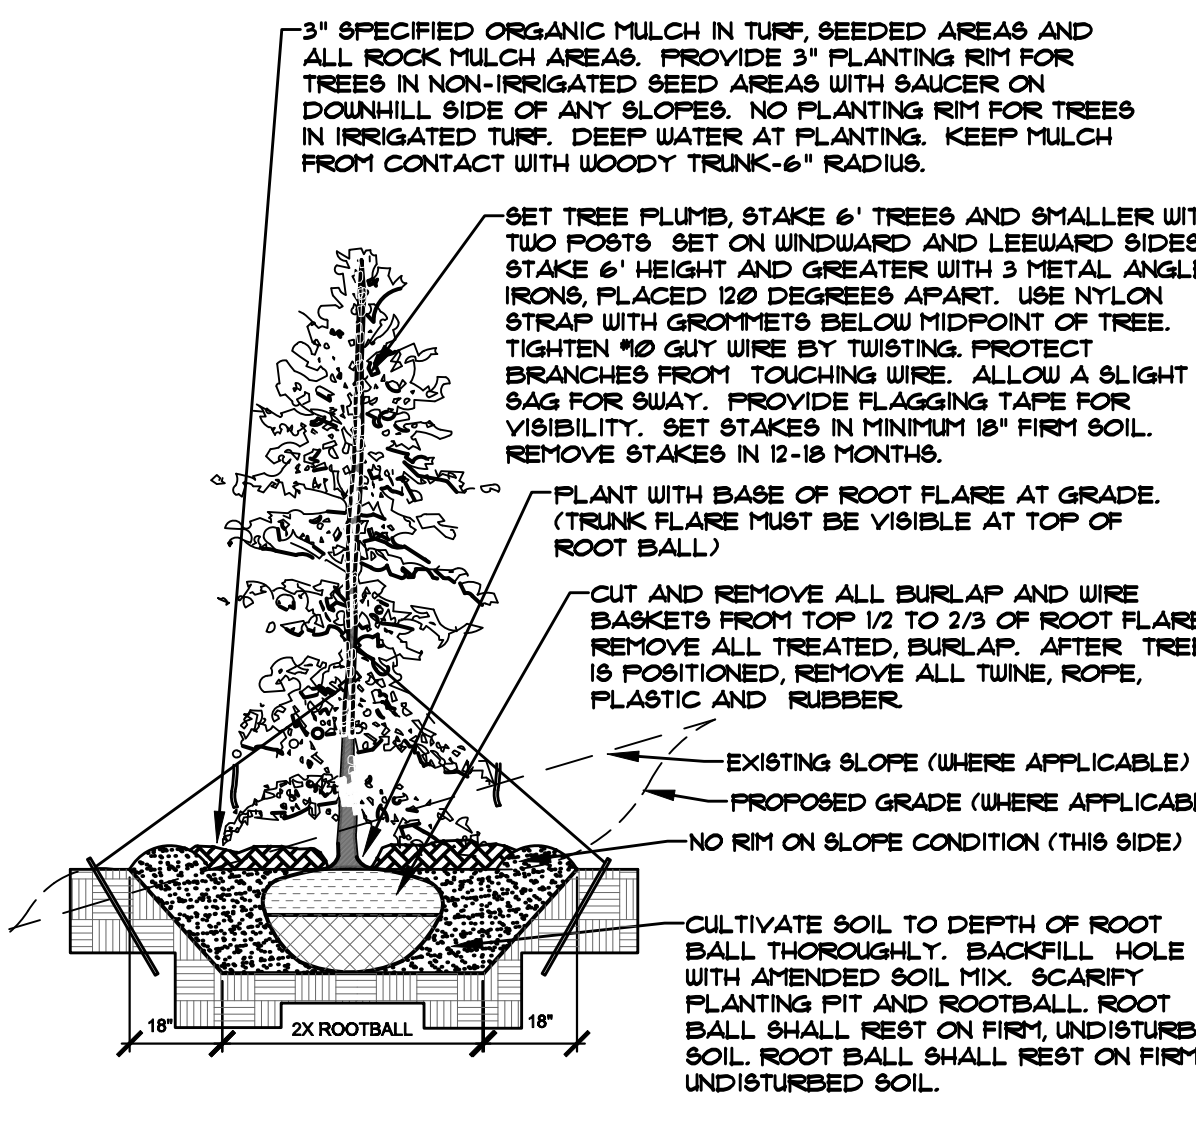 3" SPECIFIED ORGANIC MULCH IN TURF, SEEDED AREAS AND
ALL ROCK MULCH AREAS. PROVIDE 3" PLANTING RIM FOR
TREES IN NON-IRRIGATED SEED AREAS WITH SAUCER ON
DOWNHILL SIDE OF ANY SLOPES. NO PLANTING RIM FOR TREES
IN IRRIGATED TURF. DEEP WATER AT PLANTING. KEEP MULCH
FROM CONTACT WITH WOODY TRUNK-6" RADIUS.
SET TREE PLUMB, STAKE 6' TREES AND SMALLER WIT
TWO POSTS SET ON WINDWARD AND LEEWARD SIDES
STAKE 6' HEIGHT AND GREATER WITH 3 METAL ANGLE
IRONS, PLACED 120 DEGREES APART. USE NYLON
STRAP WITH GROMMETS BELOW MIDPOINT OF TREE.
TIGHTEN #10 GUY WIRE BY TWISTING. PROTECT
BRANCHES FROM TOUCHING WIRE. ALLOW A SLIGHT
SAG FOR SWAY. PROVIDE FLAGGING TAPE FOR
VISIBILITY. SET STAKES IN MINIMUM 18" FIRM SOIL.
REMOVE STAKES IN 12-18 MONTHS.
PLANT WITH BASE OF ROOT FLARE AT GRADE.
(TRUNK FLARE MUST BE VISIBLE AT TOP OF
ROOT BALL)
CUT AND REMOVE ALL BURLAP AND WIRE
BASKETS FROM TOP 1/2 TO 2/3 OF ROOT FLARE
REMOVE ALL TREATED, BURLAP. AFTER TREE
IS POSITIONED, REMOVE ALL TWINE, ROPE,
PLASTIC AND RUBBER.
EXISTING SLOPE (WHERE APPLICABLE)
PROPOSED GRADE (WHERE APPLICABL
NO RIM ON SLOPE CONDITION (THIS SIDE)
CULTIVATE SOIL TO DEPTH OF ROOT
BALL THOROUGHLY. BACKFILL HOLE
WITH AMENDED SOIL MIX. SCARIFY
PLANTING PIT AND ROOTBALL. ROOT
BALL SHALL REST ON FIRM, UNDISTURB
SOIL. ROOT BALL SHALL REST ON FIRM
UNDISTURBED SOIL.
18" 2X ROOTBALL 18"